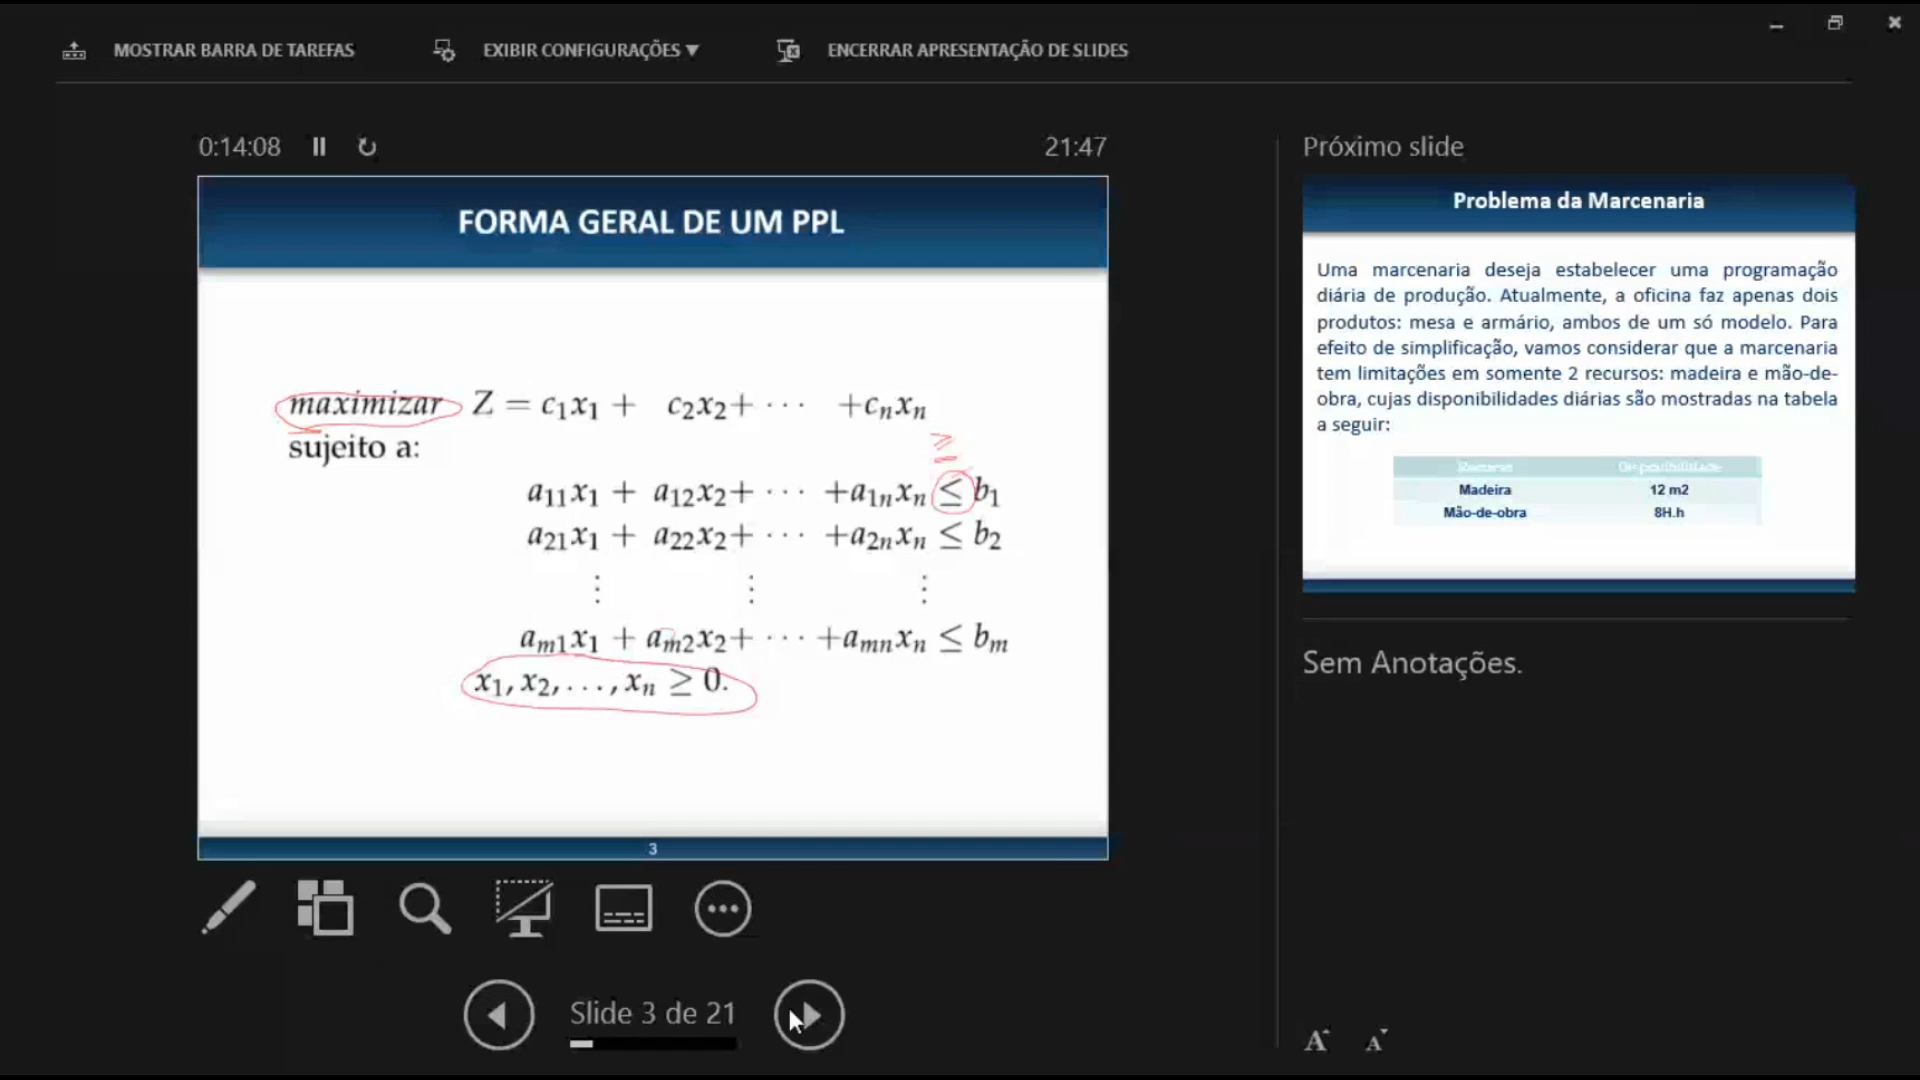 MOSTRAR BARRA DE TAREFAS
EXIBIR CONFIGURAÇÕES ▼
ENCERRAR APRESENTAÇÃO DE SLIDES
0:14:08
21:47
FORMA GERAL DE UM PPL
maximizar Z = c₁x₁ + c₂x₂+ ··· +cₙxₙ
sujeito a:
≥
a₁₁x₁ + a₁₂x₂+ ··· +a₁ₙxₙ ≤ b₁
a₂₁x₁ + a₂₂x₂+ ··· +a₂ₙxₙ ≤ b₂
⋮ ⋮ ⋮
aₘ₁x₁ + aₘ₂x₂+ ··· +aₘₙxₙ ≤ bₘ
x₁, x₂, . . . , xₙ ≥ 0.
3
Slide 3 de 21
Próximo slide
Problema da Marcenaria
Uma marcenaria deseja estabelecer uma programação
diária de produção. Atualmente, a oficina faz apenas dois
produtos: mesa e armário, ambos de um só modelo. Para
efeito de simplificação, vamos considerar que a marcenaria
tem limitações em somente 2 recursos: madeira e mão-de-
obra, cujas disponibilidades diárias são mostradas na tabela
a seguir:
Recurso Disponibilidade
Madeira 12 m2
Mão-de-obra 8H.h
Sem Anotações.
A A